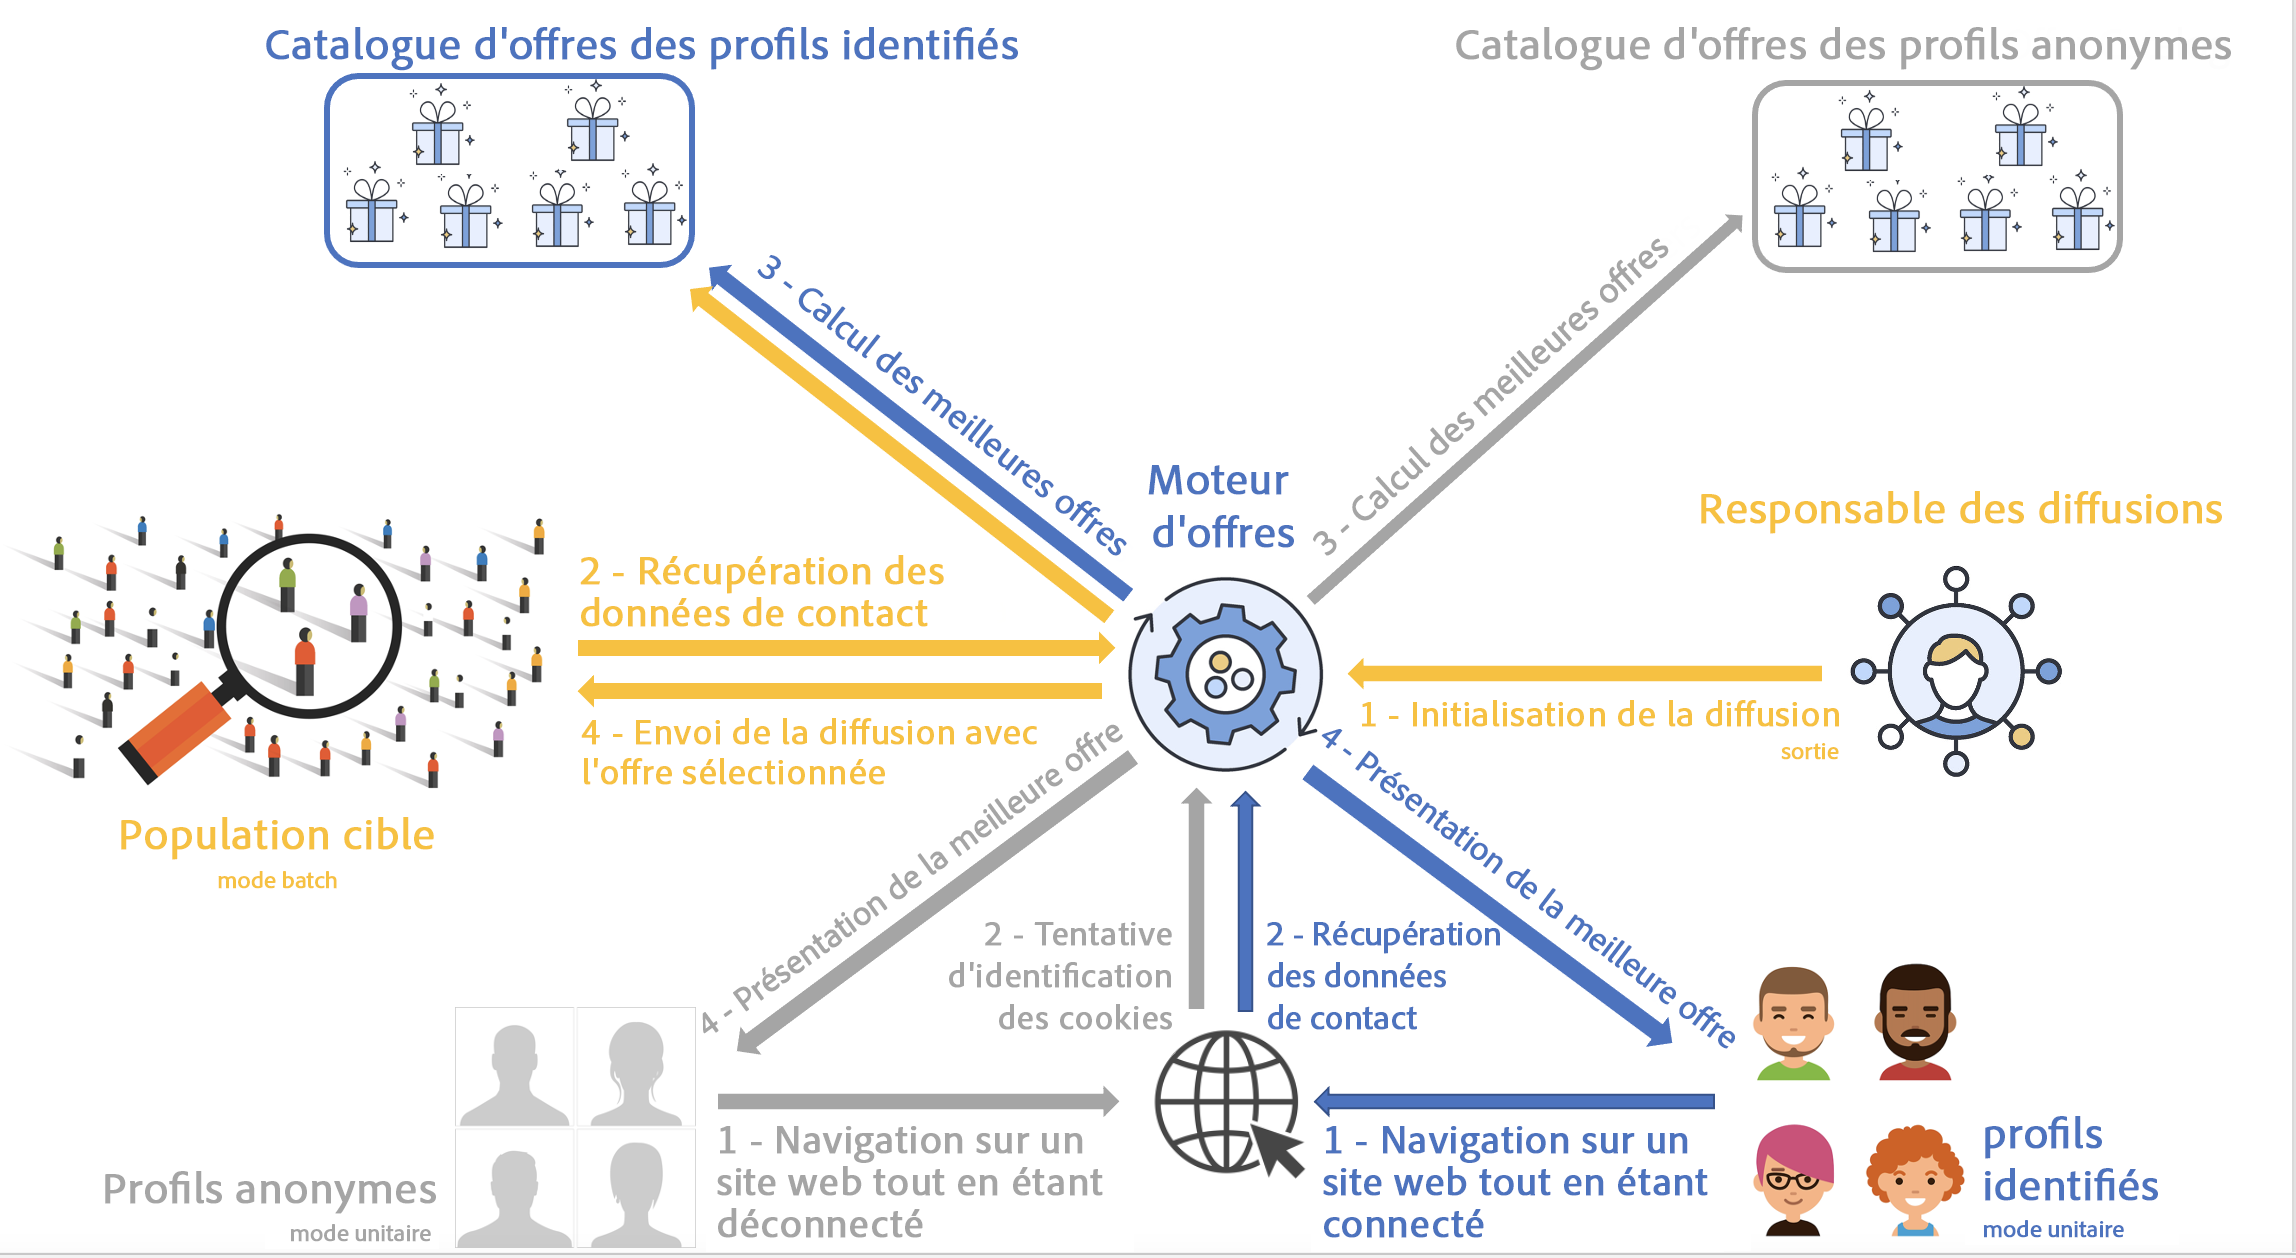 Catalogue d'offres des profils identifiés
Catalogue d'offres des profils anonymes
3 - Calcul des meilleures offres
3 - Calcul des meilleures offres
Moteur
d'offres
Responsable des diffusions
2 - Récupération des
données de contact
1 - Initialisation de la diffusion
sortie
4 - Envoi de la diffusion avec
l'offre sélectionnée
Population cible
mode batch
4 - Présentation de la meilleure offre
4 - Présentation de la meilleure offre
2 - Tentative
d'identification
des cookies
2 - Récupération
des données
de contact
Profils anonymes
mode unitaire
1 - Navigation sur un
site web tout en étant
déconnecté
1 - Navigation sur un
site web tout en étant
connecté
profils
identifiés
mode unitaire